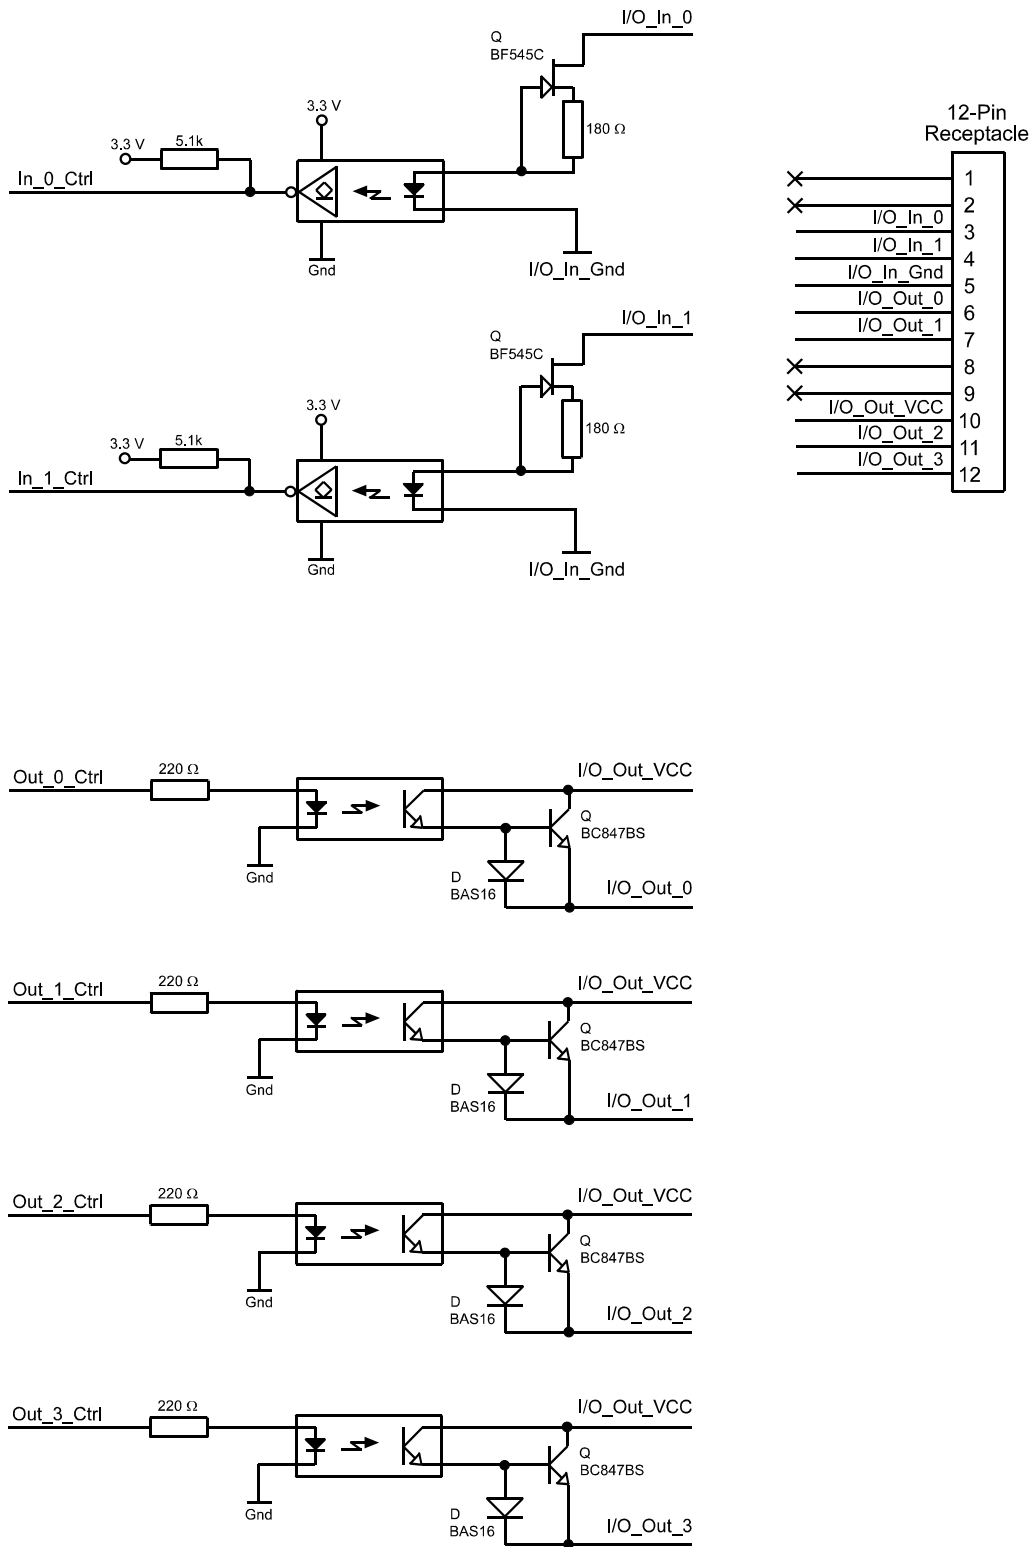 I/O_In_0
Q
BF545C
180 Ω
3.3 V
3.3 V
5.1k
In_0_Ctrl
Gnd
I/O_In_Gnd
I/O_In_1
Q
BF545C
180 Ω
3.3 V
3.3 V
5.1k
In_1_Ctrl
Gnd
I/O_In_Gnd
12-Pin
Receptacle
1
2
I/O_In_0
3
I/O_In_1
4
I/O_In_Gnd
5
I/O_Out_0
6
I/O_Out_1
7
8
9
I/O_Out_VCC
10
I/O_Out_2
11
I/O_Out_3
12
Out_0_Ctrl
220 Ω
I/O_Out_VCC
Q
BC847BS
Gnd
D
BAS16
I/O_Out_0
Out_1_Ctrl
220 Ω
I/O_Out_VCC
Q
BC847BS
Gnd
D
BAS16
I/O_Out_1
Out_2_Ctrl
220 Ω
I/O_Out_VCC
Q
BC847BS
Gnd
D
BAS16
I/O_Out_2
Out_3_Ctrl
220 Ω
I/O_Out_VCC
Q
BC847BS
Gnd
D
BAS16
I/O_Out_3